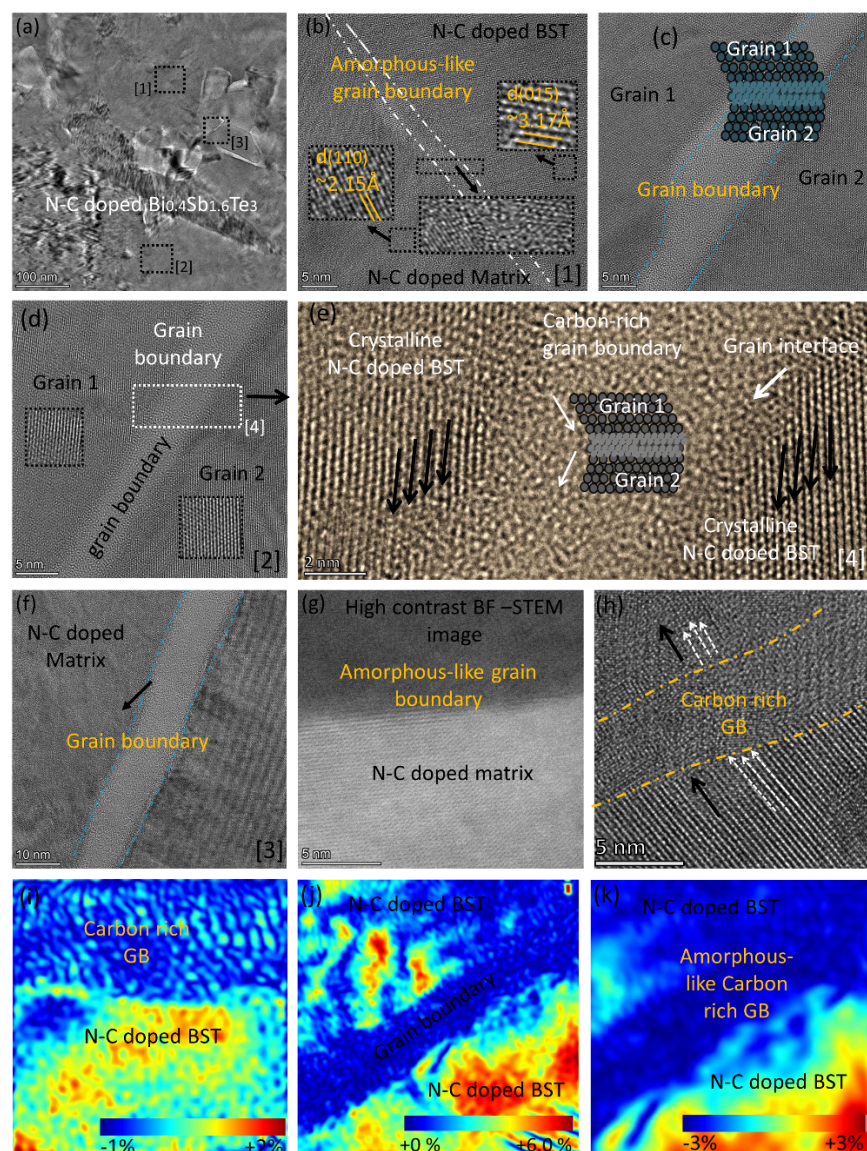 (a)
[1]
[3]
N-C doped Bi0.4Sb1.6Te3
[2]
100 nm
(b)
N-C doped BST
Amorphous-like
grain boundary
d(015)
~3.17Å
d(110)
~2.15Å
5 nm
N-C doped Matrix
[1]
(c)
Grain 1
Grain 1
Grain 2
Grain 2
Grain boundary
5 nm
(d)
Grain
boundary
Grain 1
[4]
grain boundary
Grain 2
5 nm
[2]
(e)
Crystalline
N-C doped BST
Carbon-rich
grain boundary
Grain interface
Grain 1
Grain 2
Crystalline
N-C doped BST
2 nm
[4]
(f)
N-C doped
Matrix
Grain boundary
10 nm
[3]
(g)
High contrast BF –STEM
image
Amorphous-like grain
boundary
N-C doped matrix
5 nm
(h)
Carbon rich
GB
5 nm
(i)
Carbon rich
GB
N-C doped BST
-1%
+2%
(j)
N-C doped BST
Grain boundary
N-C doped BST
+0 %
+6.0 %
(k)
N-C doped BST
Amorphous-
like Carbon
rich GB
N-C doped BST
-3%
+3%